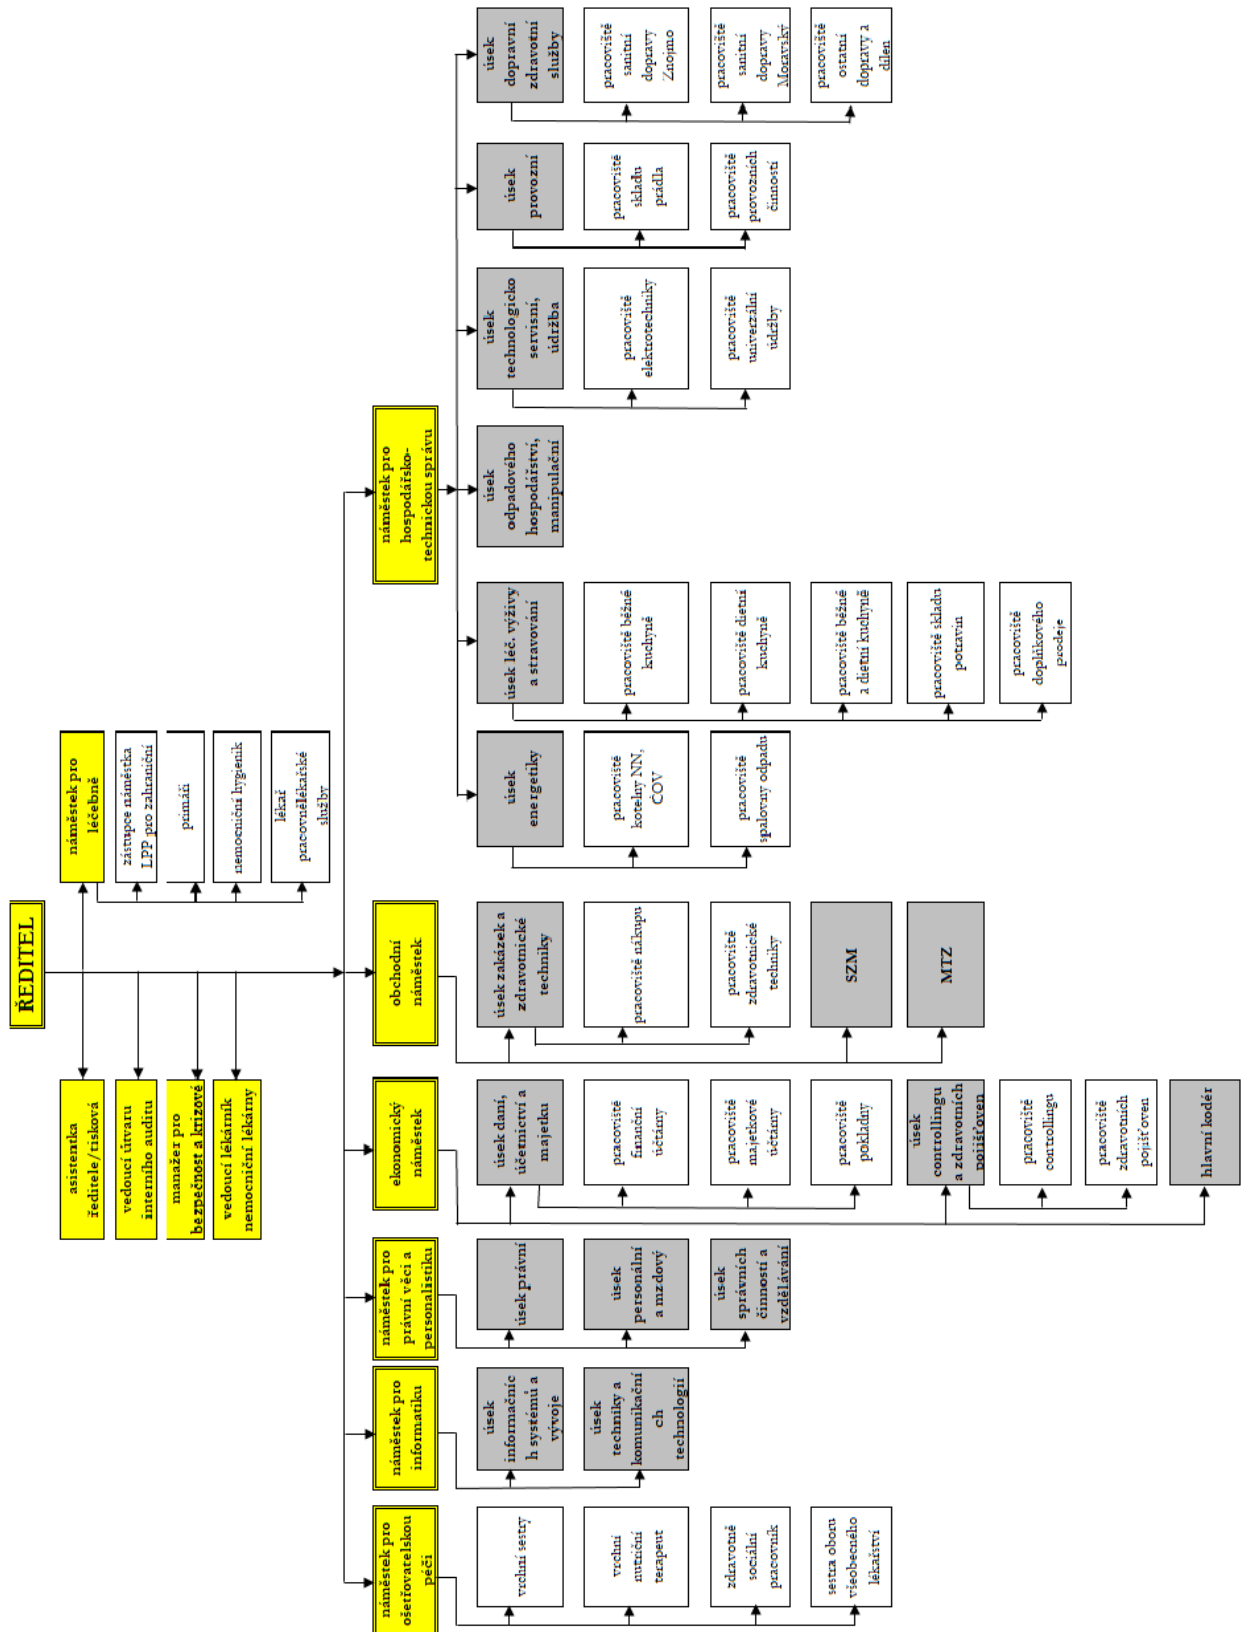 ŘEDITEL
asistentka
ředitele/tisková
vedoucí útvaru
interního auditu
manažer pro
bezpečnost a krizové
vedoucí lékárník
nemocniční lékárny
náměstek pro
léčebně
zástupce náměstka
LPP pro zahraniční
primáři
nemocniční hygienik
lékař
pracovnělékařské
služby
náměstek pro
ošetřovatelskou
péči
vrchní sestry
vrchní
nutriční
terapeut
zdravotně
sociální
pracovník
sestra oboru
všeobecného
lékařství
náměstek pro
informatiku
úsek
informačníc
h systémů a
vývoje
úsek
techniky a
komunikační
ch
technologií
náměstek pro
právní věci a
personalistiku
úsek právní
úsek
personální
a mzdový
úsek
správních
činností a
vzdělávání
ekonomický
náměstek
úsek daní,
účetnictví a
majetku
pracoviště
finanční
účtárny
pracoviště
majetkové
účtárny
pracoviště
pokladny
úsek
controllingu
a zdravotních
pojišťoven
pracoviště
controllingu
pracoviště
zdravotních
pojišťoven
hlavní kodér
obchodní
náměstek
úsek zakázek a
zdravotnické
techniky
pracoviště nákupu
pracoviště
zdravotnické
techniky
SZM
MTZ
náměstek pro
hospodářsko-
technickou správu
úsek
energetiky
pracoviště
kotelny NN,
ČOV
pracoviště
spalovny odpadu
úsek léč. výživy
a stravování
pracoviště běžné
kuchyně
pracoviště dietní
kuchyně
pracoviště běžné
a dietní kuchyně
pracoviště skladu
potravin
pracoviště
doplňkového
prodeje
úsek
odpadového
hospodářství,
manipulační
úsek
technologicko
servisní,
údržba
pracoviště
elektrotechniky
pracoviště
univerzální
údržby
úsek
provozní
pracoviště
skladu
prádla
pracoviště
provozních
činností
úsek
dopravní
zdravotní
služby
pracoviště
sanitní
dopravy
Znojmo
pracoviště
sanitní
dopravy
Moravský
pracoviště
ostatní
dopravy a
dílen